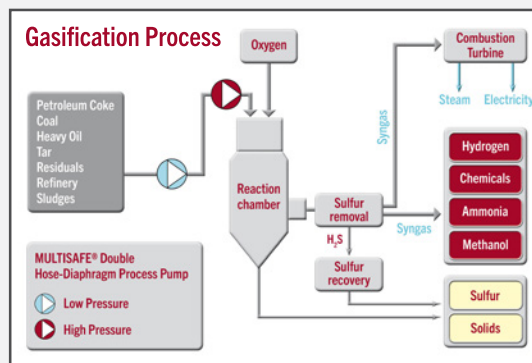 Gasification Process
Oxygen
Combustion
Turbine
Steam
Electricity
Petroleum Coke
Coal
Heavy Oil
Tar
Residuals
Refinery
Sludges
Syngas
Reaction
chamber
Sulfur
removal
Syngas
Hydrogen
Chemicals
Ammonia
Methanol
H₂S
Sulfur
recovery
MULTISAFE® Double
Hose-Diaphragm Process Pump
Low Pressure
High Pressure
Sulfur
Solids